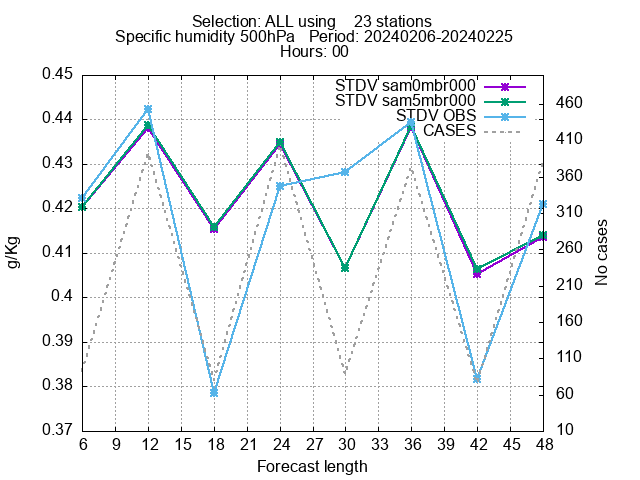 Selection: ALL using    23 stations
Specific humidity 500hPa   Period: 20240206-20240225
Hours: 00
STDV sam0mbr000
STDV sam5mbr000
STDV OBS
CASES
0.45
0.44
0.43
0.42
0.41
0.4
0.39
0.38
0.37
g/Kg
460
410
360
310
260
210
160
110
60
10
No cases
6 9 12 15 18 21 24 27 30 33 36 39 42 45 48
Forecast length